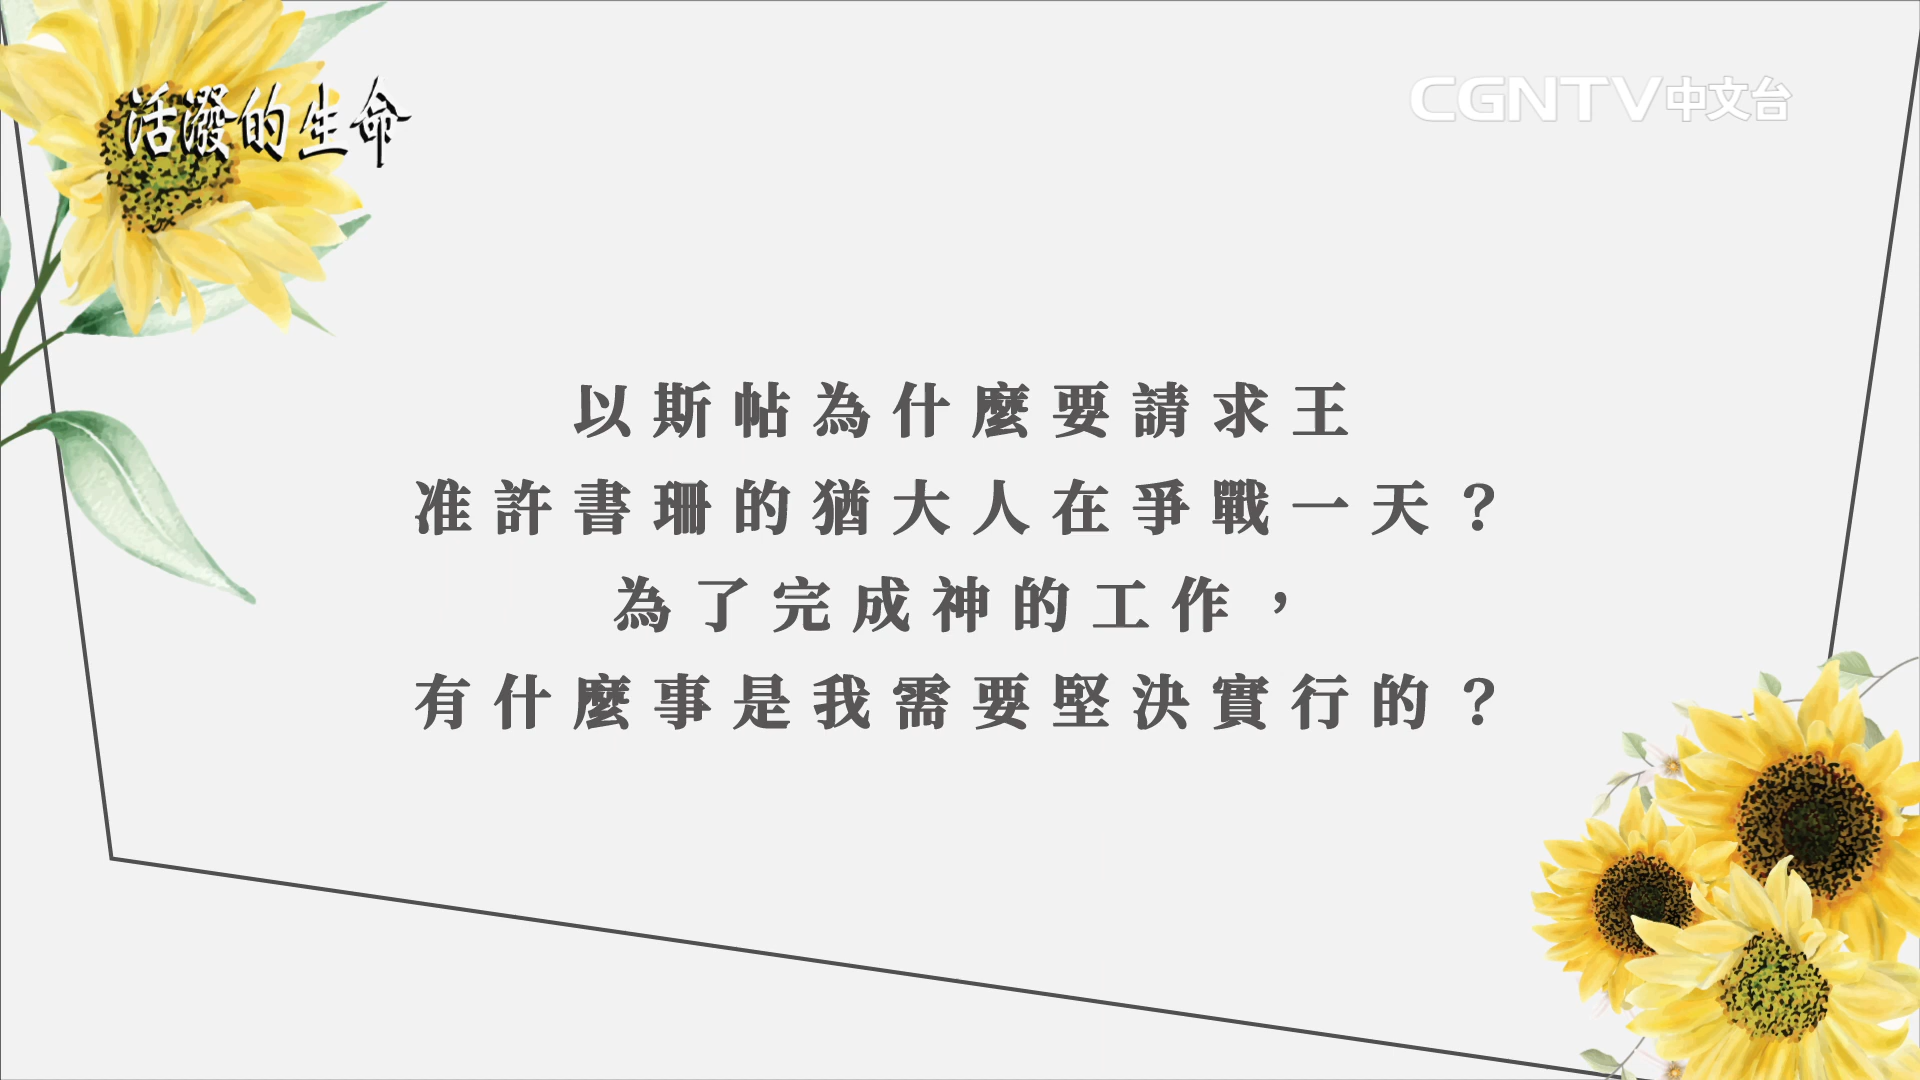 活潑的生命
CGNTV中文台
以斯帖為什麼要請求王
准許書珊的猶大人在爭戰一天？
為了完成神的工作，
有什麼事是我需要堅決實行的？